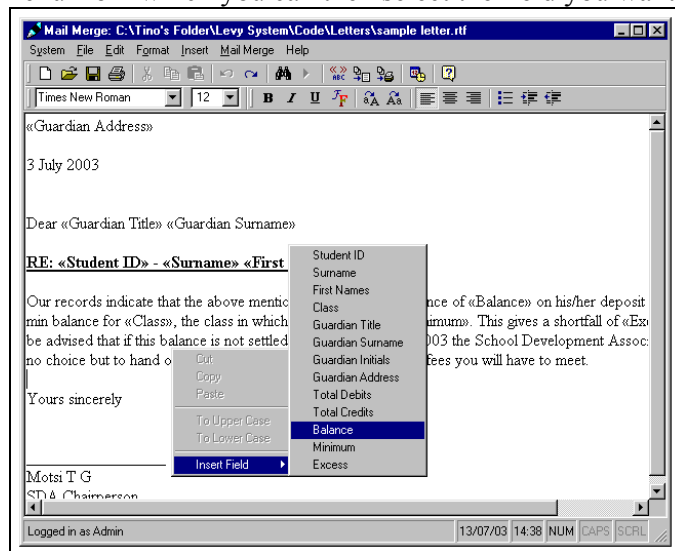 Mail Merge: C:\Tino's Folder\Levy System\Code\Letters\sample letter.rtf
System File Edit Format Insert Mail Merge Help
Times New Roman 12 B I U
«Guardian Address»
3 July 2003
Dear «Guardian Title» «Guardian Surname»
RE: «Student ID» - «Surname» «First
Our records indicate that the above mentic nce of «Balance» on his/her deposit
min balance for «Class», the class in which imum». This gives a shortfall of «Ex
be advised that if this balance is not settled 003 the School Development Assoc
no choice but to hand o fees you will have to meet.
Yours sincerely
Motsi T G
SDA Chairperson
Cut
Copy
Paste
To Upper Case
To Lower Case
Insert Field
Student ID
Surname
First Names
Class
Guardian Title
Guardian Surname
Guardian Initials
Guardian Address
Total Debits
Total Credits
Balance
Minimum
Excess
Logged in as Admin 13/07/03 14:38 NUM CAPS SCRL